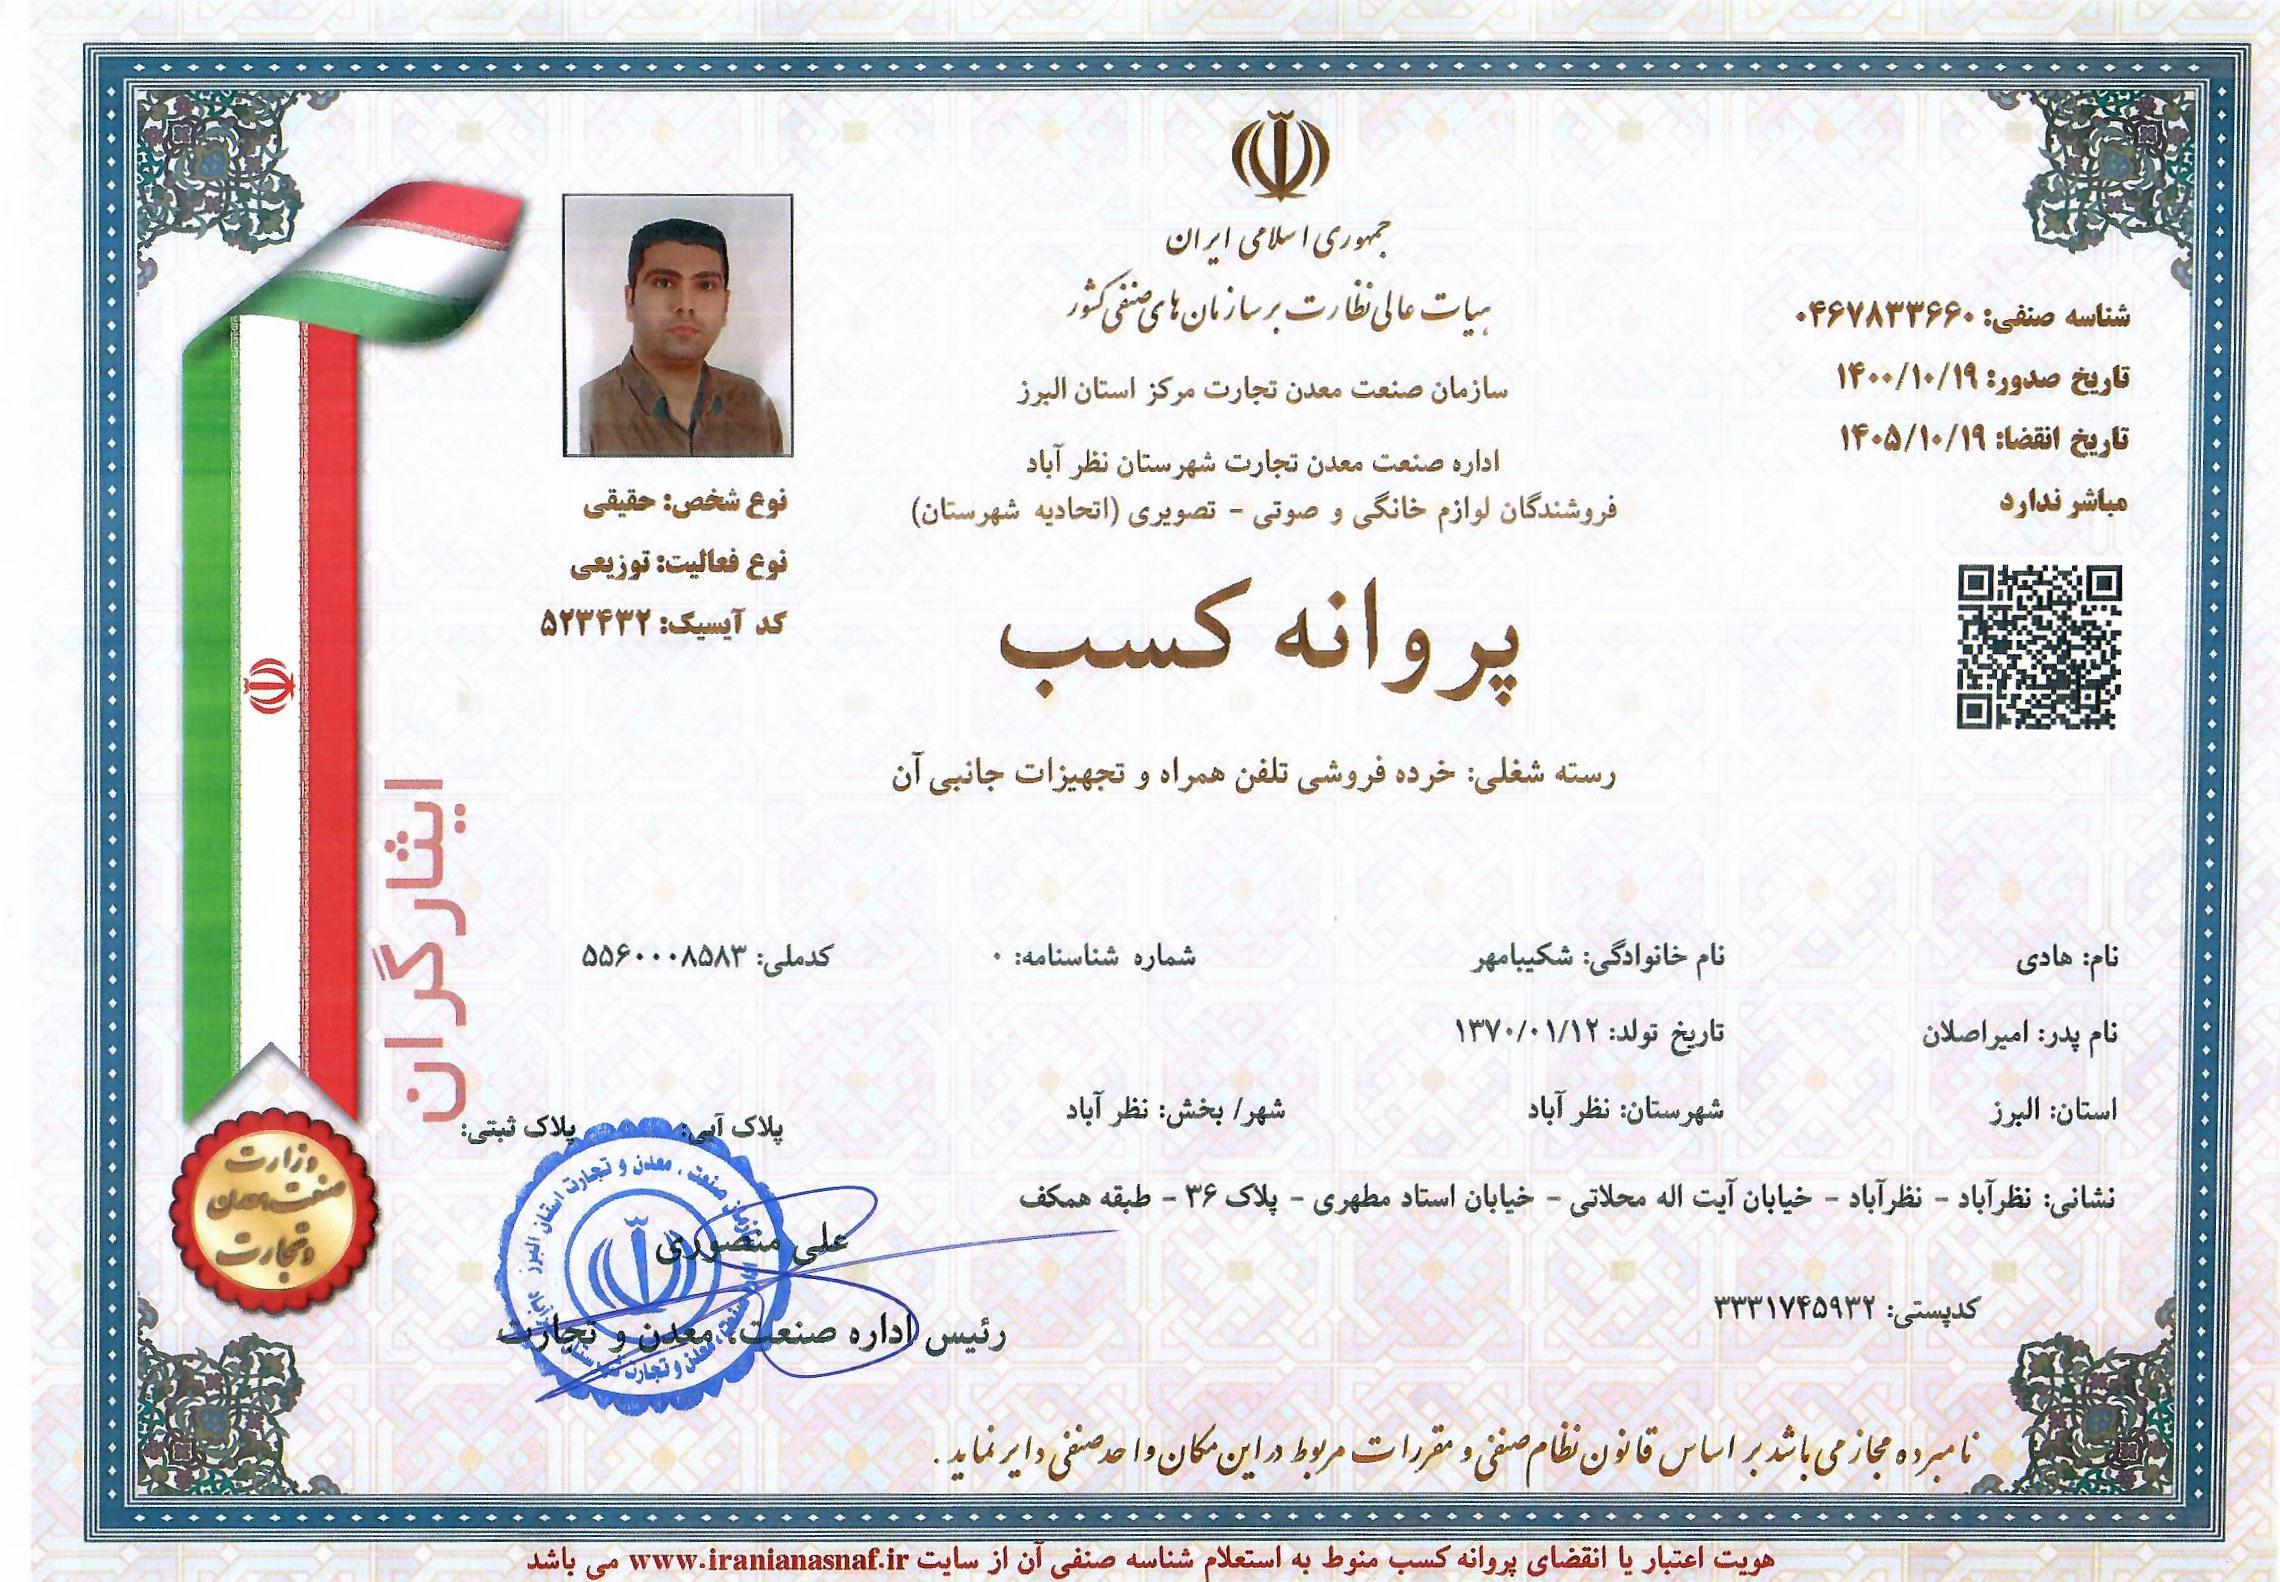 جمهوری اسلامی ایران
هیات عالی نظارت بر سازمان های صنفی کشور
سازمان صنعت معدن تجارت مرکز استان البرز
اداره صنعت معدن تجارت شهرستان نظر آباد
فروشندگان لوازم خانگی و صوتی - تصویری (اتحادیه شهرستان)
شناسه صنفی: ۰۴۶۷۸۳۳۶۶۰
تاریخ صدور: ۱۴۰۰/۱۰/۱۹
تاریخ انقضا: ۱۴۰۵/۱۰/۱۹
مباشر ندارد
نوع شخص: حقیقی
نوع فعالیت: توزیعی
کد آیسیک: ۵۲۳۴۳۲
پروانه کسب
رسته شغلی: خرده فروشی تلفن همراه و تجهیزات جانبی آن
ایثارگران
نام: هادی نام خانوادگی: شکیبامهر شماره شناسنامه: ۰ کدملی: ۵۵۶۰۰۰۸۵۸۳
نام پدر: امیراصلان تاریخ تولد: ۱۳۷۰/۰۱/۱۲
استان: البرز شهرستان: نظر آباد شهر/ بخش: نظر آباد پلاک آبی: پلاک ثبتی:
نشانی: نظرآباد - نظرآباد - خیابان آیت اله محلاتی - خیابان استاد مطهری - پلاک ۳۶ - طبقه همکف
کدپستی: ۳۳۳۱۷۴۵۹۳۲
علی منصوری
رئیس اداره صنعت، معدن و تجارت
وزارت
صنعت معدن
و تجارت
نامبرده مجاز می باشد بر اساس قانون نظام صنفی و مقررات مربوط در این مکان واحد صنفی دایر نماید.
هویت اعتبار یا انقضای پروانه کسب منوط به استعلام شناسه صنفی آن از سایت www.iranianasnaf.ir می باشد